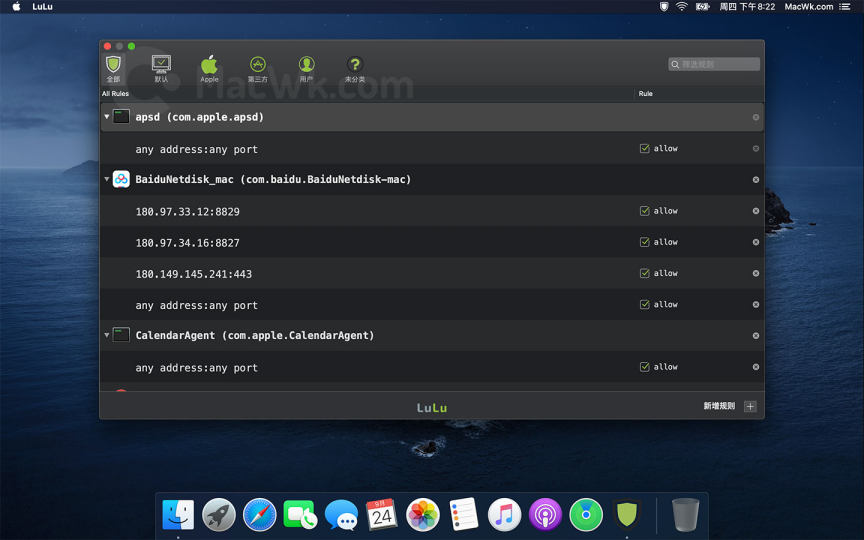 LuLu
周四 下午8:22 MacWk.com
全部 默认 Apple 第三方 用户 未分类
筛选规则
MacWk.com
All Rules Rule
apsd (com.apple.apsd)
any address:any port allow
BaiduNetdisk_mac (com.baidu.BaiduNetdisk-mac)
180.97.33.12:8829 allow
180.97.34.16:8827 allow
180.149.145.241:443 allow
any address:any port allow
CalendarAgent (com.apple.CalendarAgent)
any address:any port allow
LuLu
新增规则
9月
24